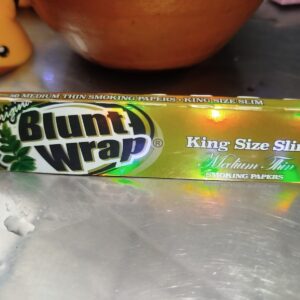 50 MEDIUM THIN SMOKING PAPERS • KING SIZE SLIM
Blunt
Wrap®
King Size Slim
Medium Thin
SMOKING PAPERS